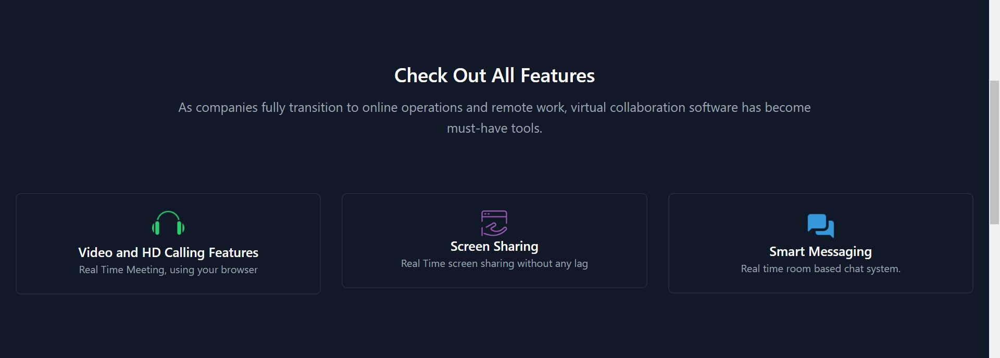 Check Out All Features
As companies fully transition to online operations and remote work, virtual collaboration software has become
must-have tools.
Video and HD Calling Features
Real Time Meeting, using your browser
Screen Sharing
Real Time screen sharing without any lag
Smart Messaging
Real time room based chat system.